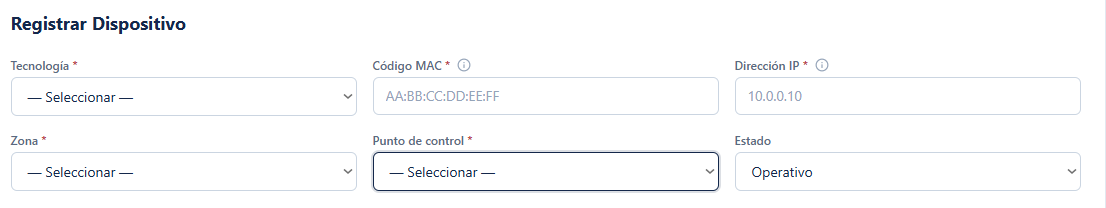 Registrar Dispositivo
Tecnología * Código MAC * Dirección IP *
— Seleccionar — AA:BB:CC:DD:EE:FF 10.0.0.10
Zona * Punto de control * Estado
— Seleccionar — — Seleccionar — Operativo